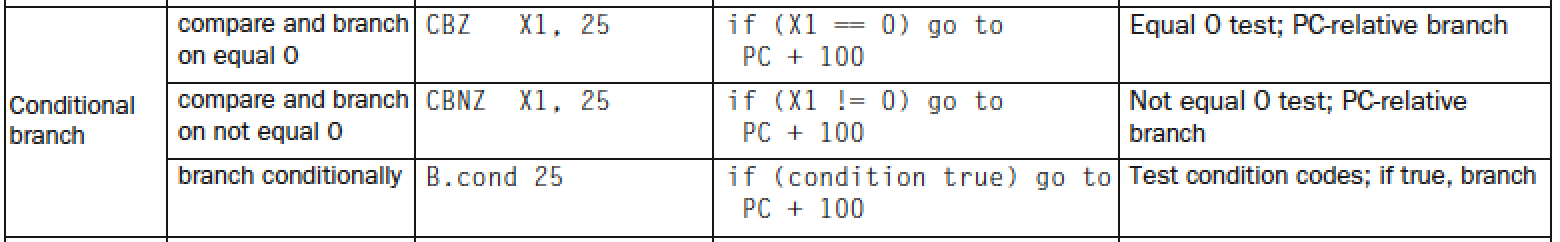 compare and branch on equal 0 CBZ X1, 25 if (X1 == 0) go to PC + 100 Equal 0 test; PC-relative branch
Conditional branch
compare and branch on not equal 0 CBNZ X1, 25 if (X1 != 0) go to PC + 100 Not equal 0 test; PC-relative branch
branch conditionally B.cond 25 if (condition true) go to PC + 100 Test condition codes; if true, branch